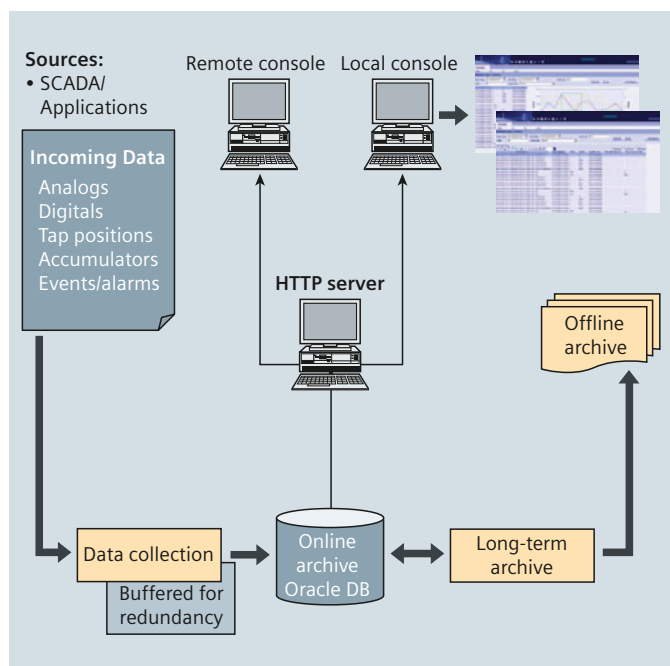 Sources:
• SCADA/
Applications
Remote console
Local console
Incoming Data
Analogs
Digitals
Tap positions
Accumulators
Events/alarms
HTTP server
Offline
archive
Data collection
Buffered for
redundancy
Online
archive
Oracle DB
Long-term
archive